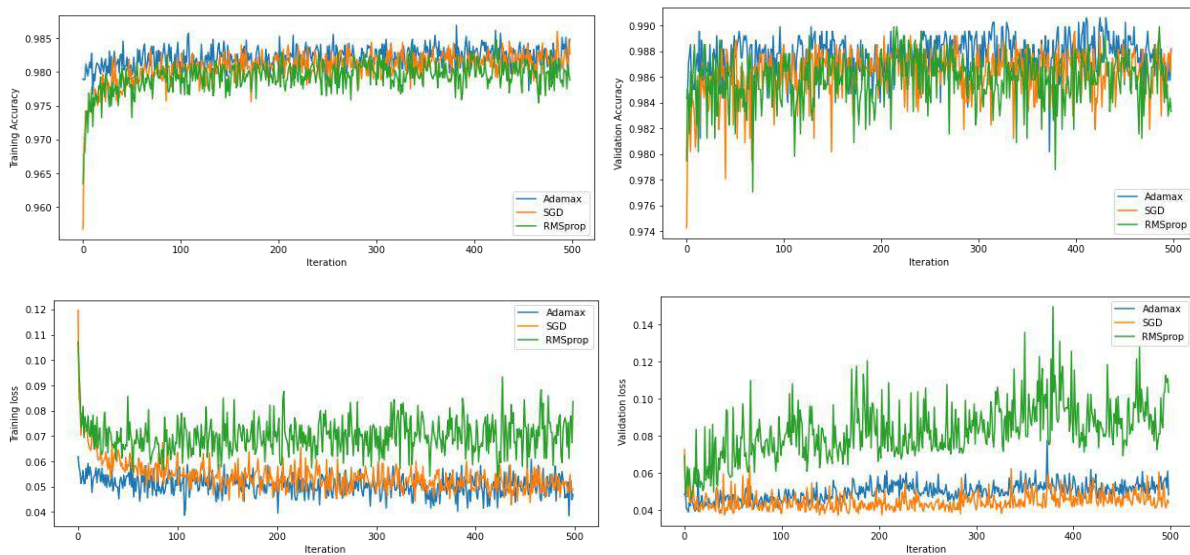 0.985
0.980
0.975
0.970
0.965
0.960
Training Accuracy
0 100 200 300 400 500
Iteration
Adamax
SGD
RMSprop
0.990
0.988
0.986
0.984
0.982
0.980
0.978
0.976
0.974
Validation Accuracy
0 100 200 300 400 500
Iteration
Adamax
SGD
RMSprop
0.12
0.11
0.10
0.09
0.08
0.07
0.06
0.05
0.04
Training loss
0 100 200 300 400 500
Iteration
Adamax
SGD
RMSprop
0.14
0.12
0.10
0.08
0.06
0.04
Validation loss
0 100 200 300 400 500
Iteration
Adamax
SGD
RMSprop